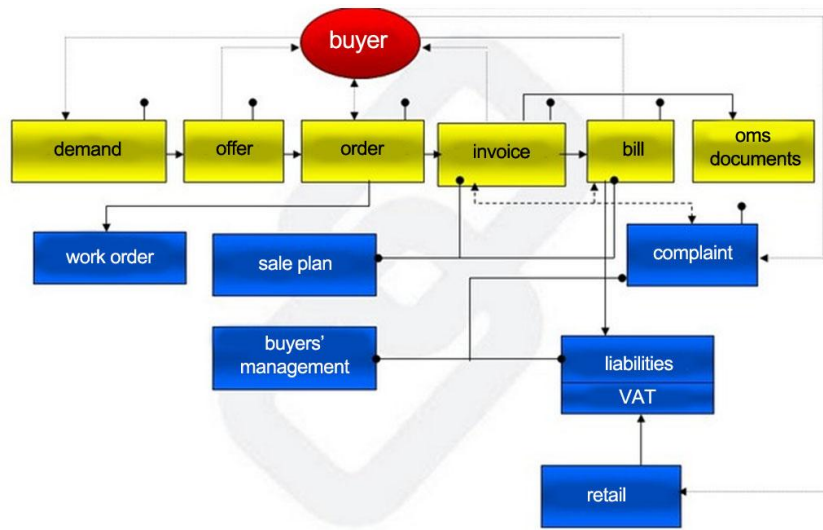 buyer
demand
offer
order
invoice
bill
oms
documents
work order
sale plan
complaint
buyers'
management
liabilities
VAT
retail